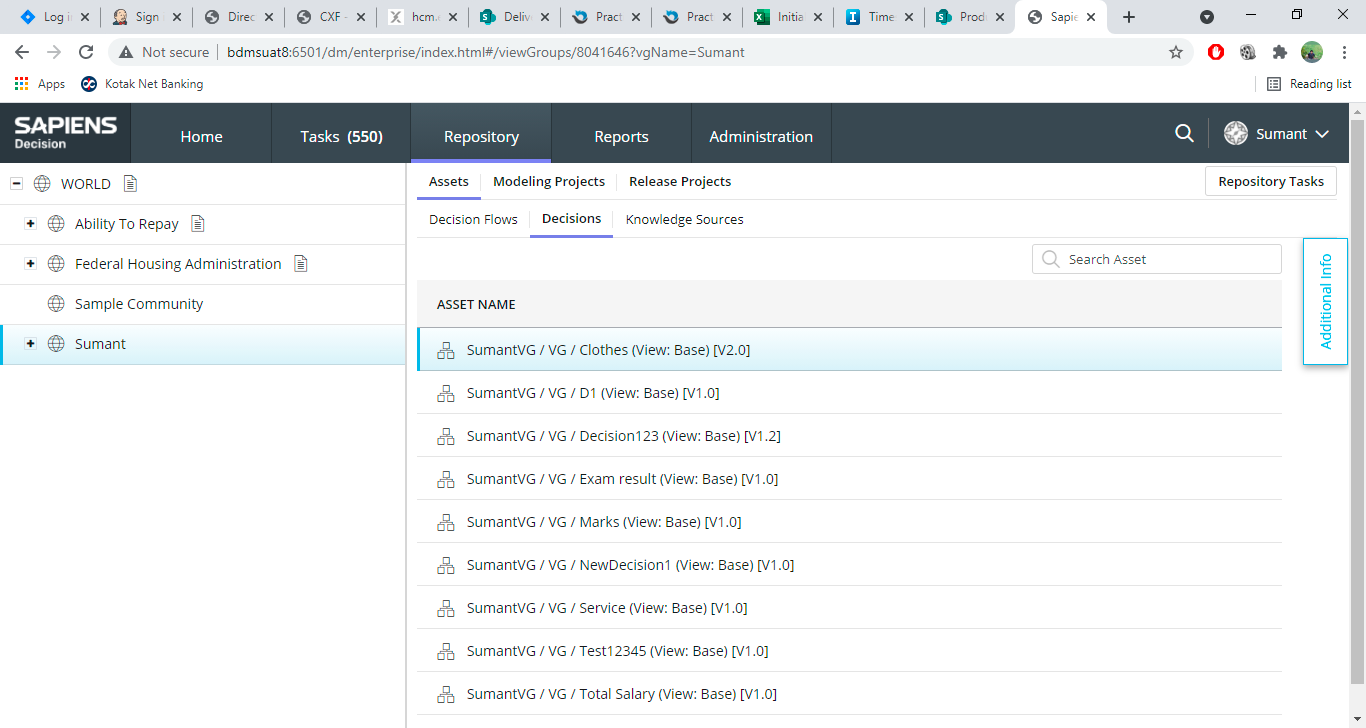 Log i
Sign
Direc
CXF -
hcm.
Delive
Pract
Pract
Initia
Time
Prod
Sapie
Not secure
bdmsuat8:6501/dm/enterprise/index.html#/viewGroups/8041646?vgName=Sumant
Apps
Kotak Net Banking
Reading list
SAPIENS
Decision
Home
Tasks (550)
Repository
Reports
Administration
Sumant
WORLD
Ability To Repay
Federal Housing Administration
Sample Community
Sumant
Assets
Modeling Projects
Release Projects
Repository Tasks
Decision Flows
Decisions
Knowledge Sources
Search Asset
Additional Info
ASSET NAME
SumantVG / VG / Clothes (View: Base) [V2.0]
SumantVG / VG / D1 (View: Base) [V1.0]
SumantVG / VG / Decision123 (View: Base) [V1.2]
SumantVG / VG / Exam result (View: Base) [V1.0]
SumantVG / VG / Marks (View: Base) [V1.0]
SumantVG / VG / NewDecision1 (View: Base) [V1.0]
SumantVG / VG / Service (View: Base) [V1.0]
SumantVG / VG / Test12345 (View: Base) [V1.0]
SumantVG / VG / Total Salary (View: Base) [V1.0]